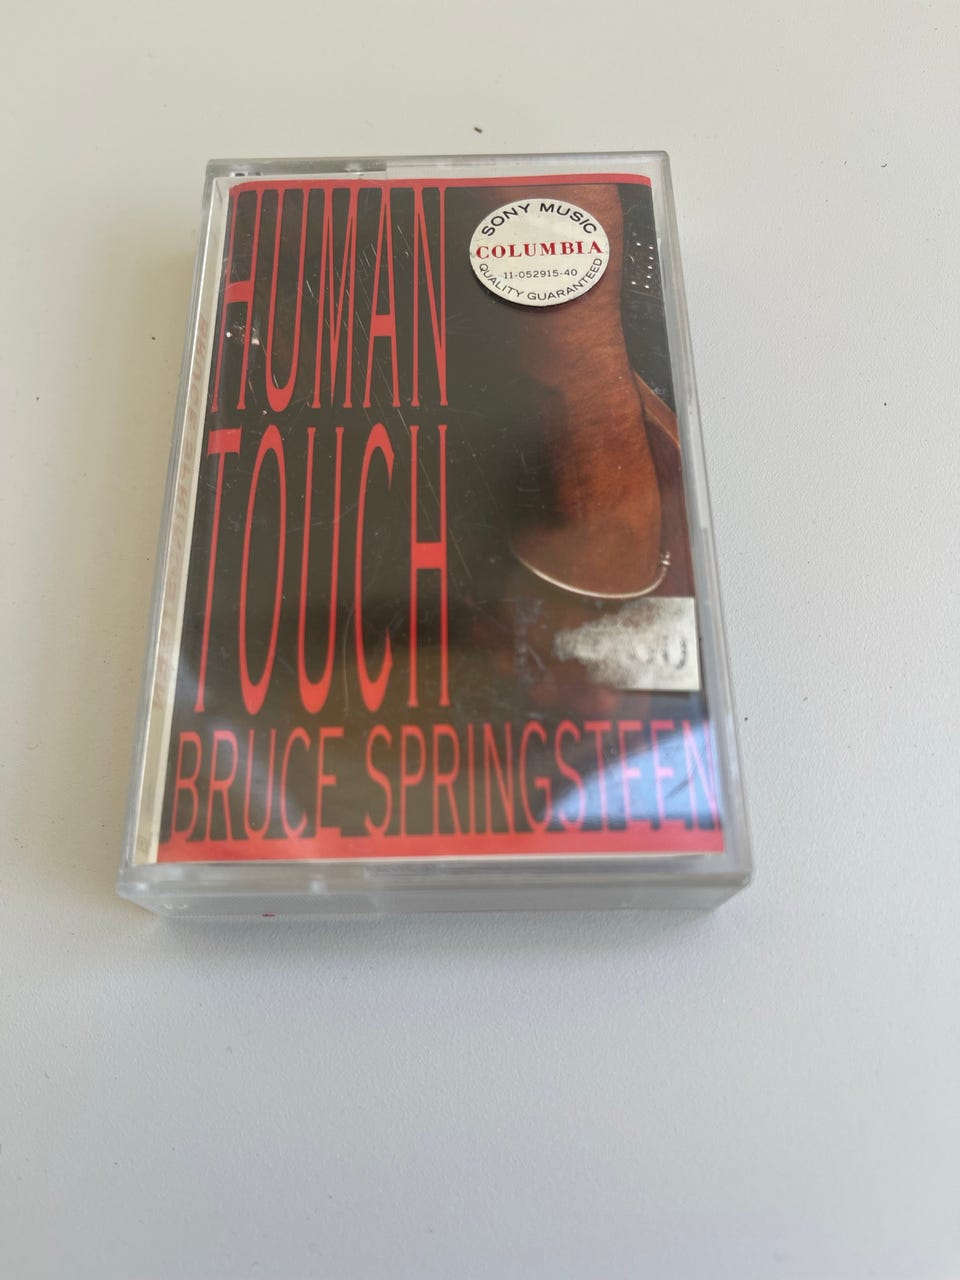 HUMAN
TOUCH
BRUCE SPRINGSTEEN
SONY MUSIC
COLUMBIA
11-052915-40
QUALITY GUARANTEED